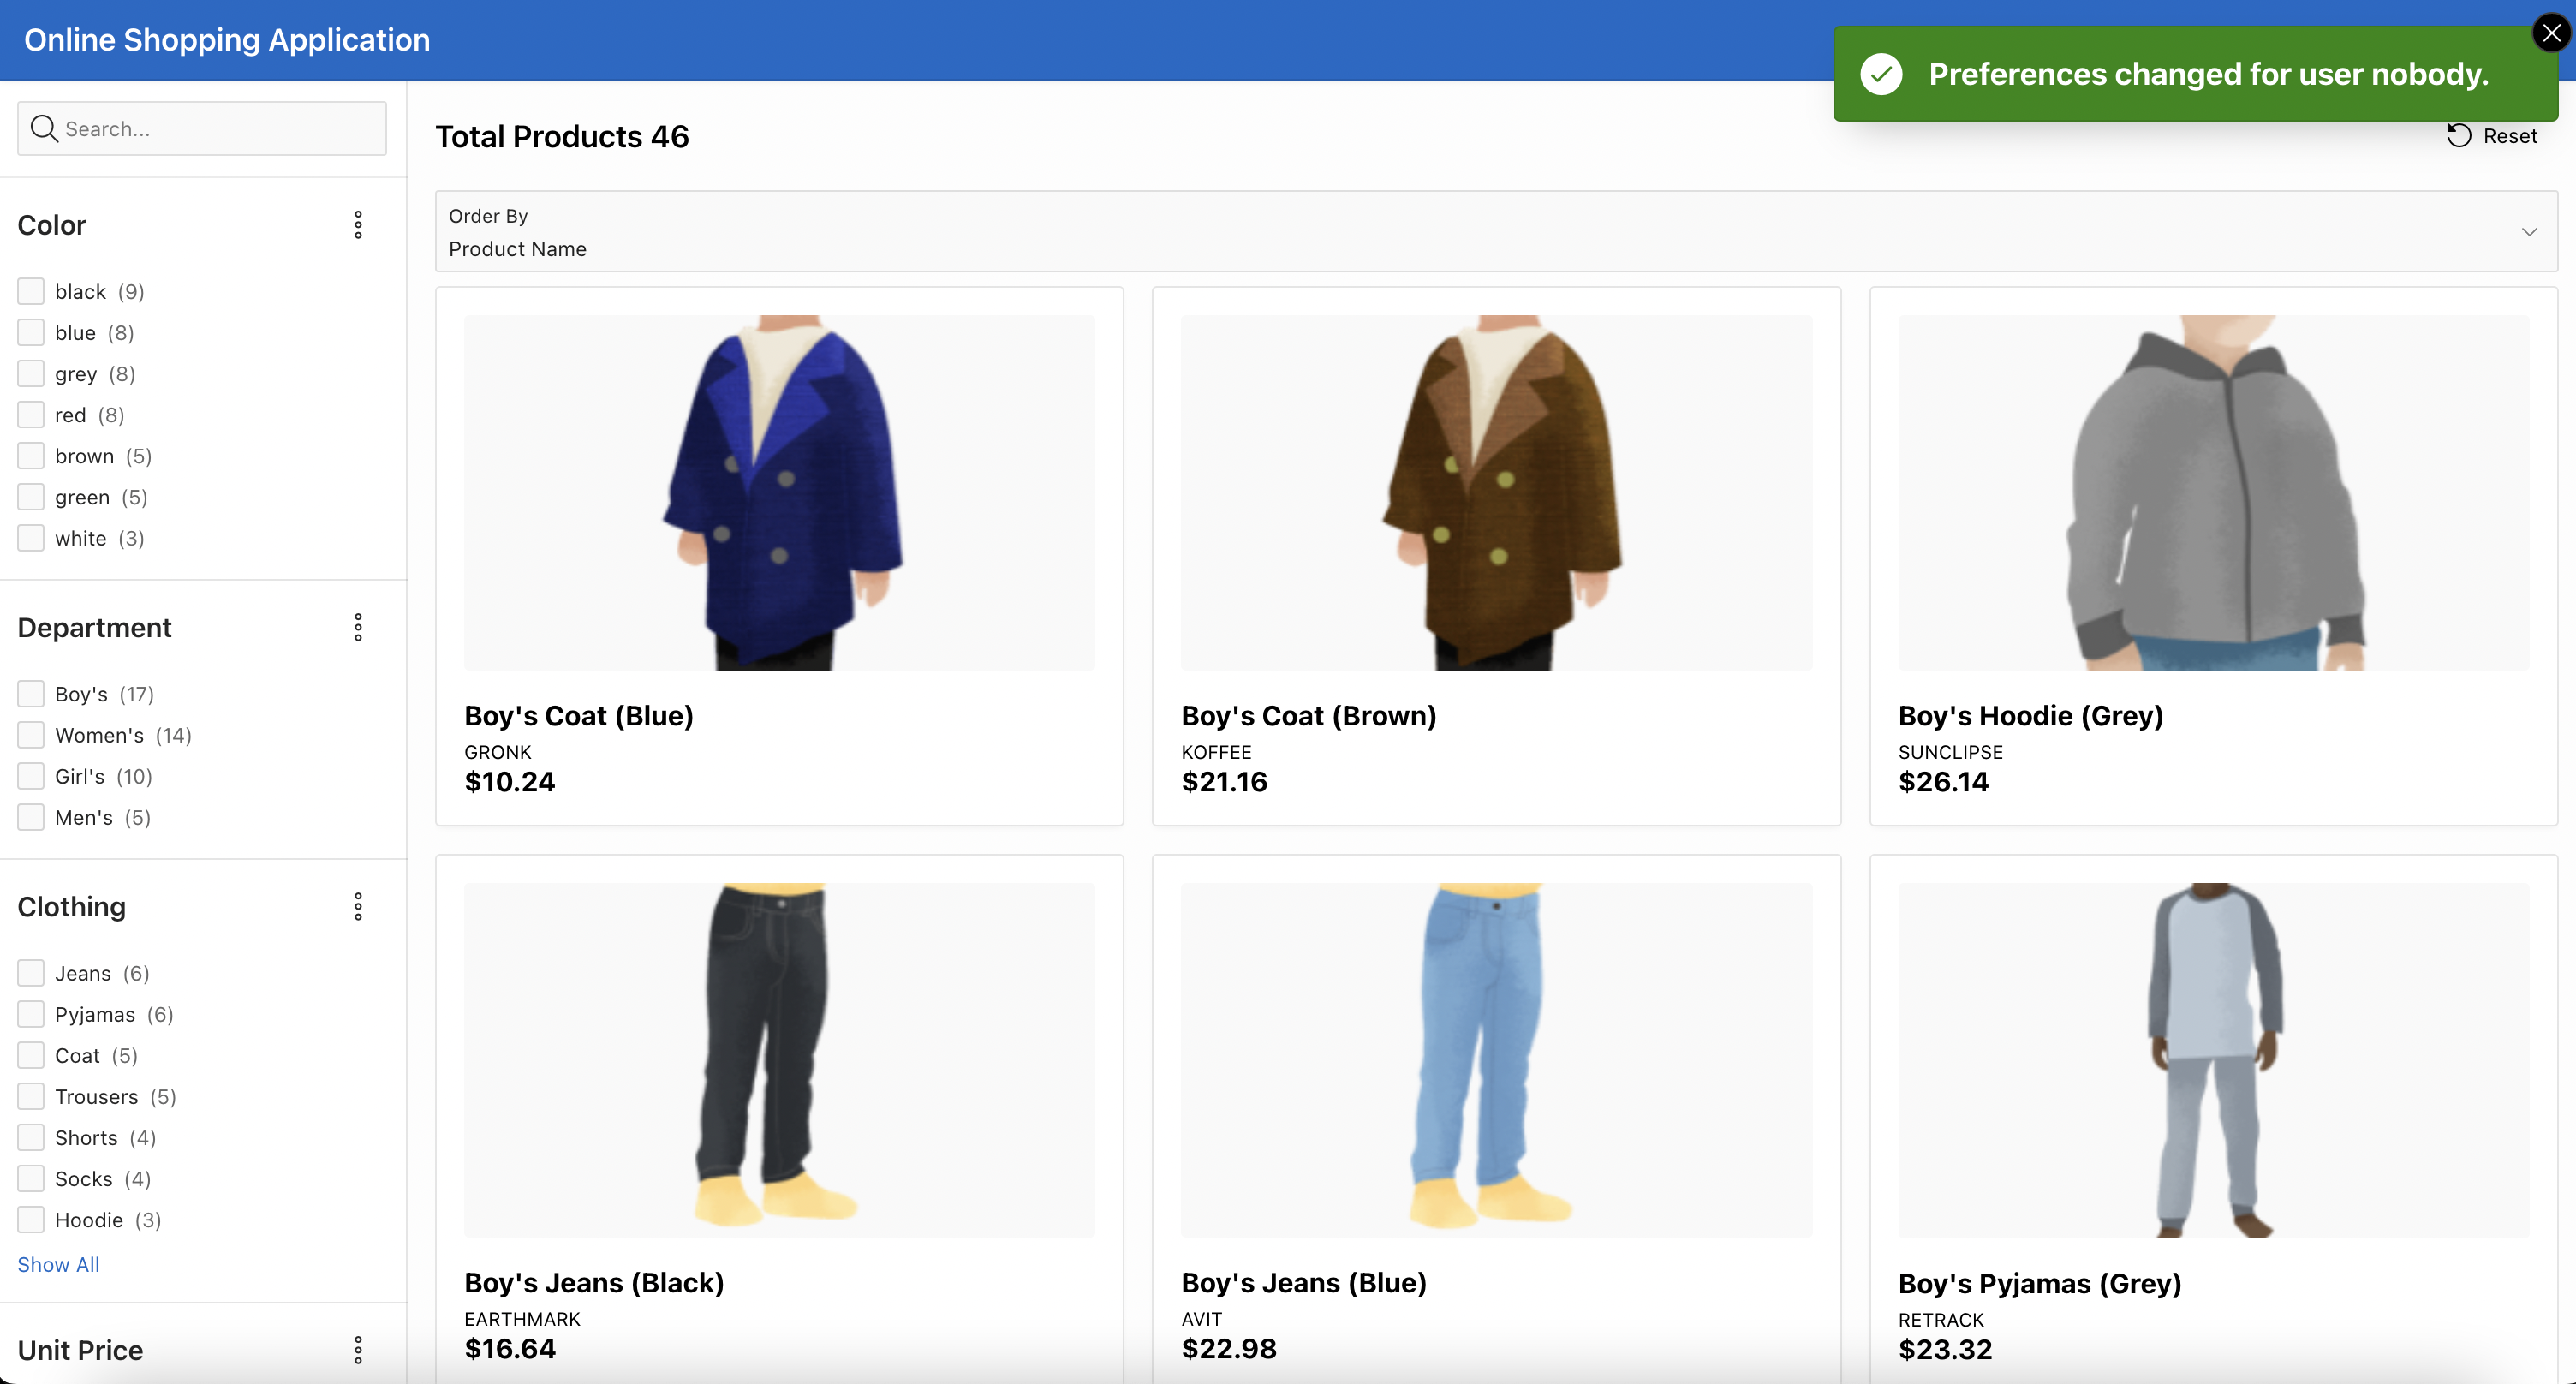 Online Shopping Application
Preferences changed for user nobody.
Search...
Total Products 46
Reset
Order By
Product Name
Color
black (9)
blue (8)
grey (8)
red (8)
brown (5)
green (5)
white (3)
Department
Boy's (17)
Women's (14)
Girl's (10)
Men's (5)
Clothing
Jeans (6)
Pyjamas (6)
Coat (5)
Trousers (5)
Shorts (4)
Socks (4)
Hoodie (3)
Show All
Unit Price
Boy's Coat (Blue)
GRONK
$10.24
Boy's Coat (Brown)
KOFFEE
$21.16
Boy's Hoodie (Grey)
SUNCLIPSE
$26.14
Boy's Jeans (Black)
EARTHMARK
$16.64
Boy's Jeans (Blue)
AVIT
$22.98
Boy's Pyjamas (Grey)
RETRACK
$23.32